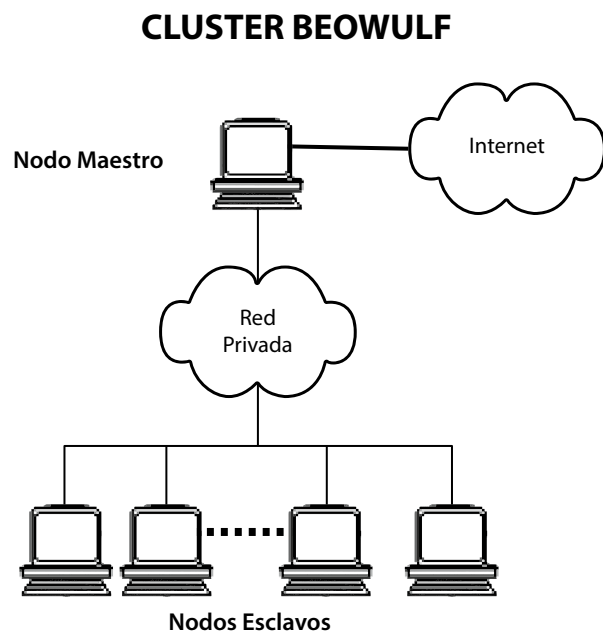 CLUSTER BEOWULF
Nodo Maestro
Internet
Red
Privada
Nodos Esclavos